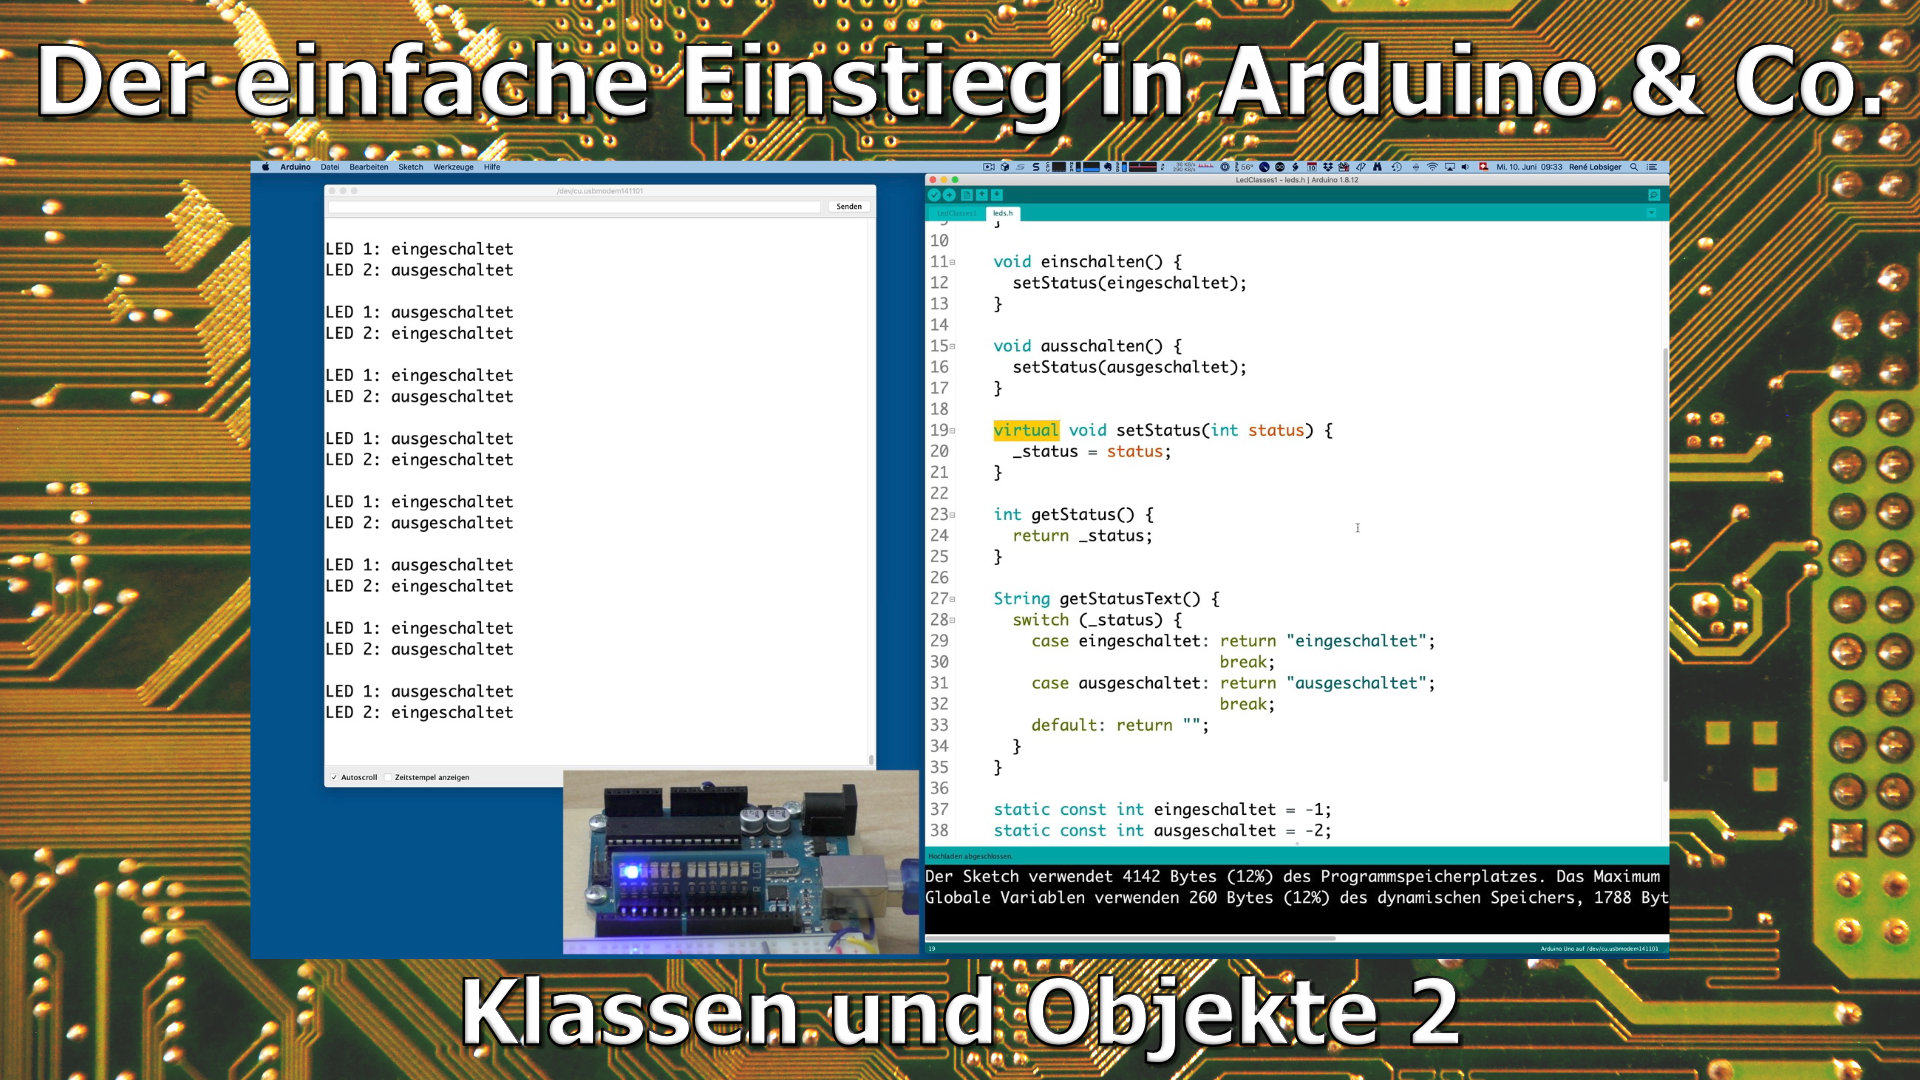 Der einfache Einstieg in Arduino & Co.
Arduino Datei Bearbeiten Sketch Werkzeuge Hilfe
Mi. 10. Juni 09:33 René Lobsiger
/dev/cu.usbmodem141101
Senden
LED 1: eingeschaltet
LED 2: ausgeschaltet
LED 1: ausgeschaltet
LED 2: eingeschaltet
LED 1: eingeschaltet
LED 2: ausgeschaltet
LED 1: ausgeschaltet
LED 2: eingeschaltet
LED 1: eingeschaltet
LED 2: ausgeschaltet
LED 1: ausgeschaltet
LED 2: eingeschaltet
LED 1: eingeschaltet
LED 2: ausgeschaltet
LED 1: ausgeschaltet
LED 2: eingeschaltet
Autoscroll Zeitstempel anzeigen
LedClasses1 - leds.h | Arduino 1.8.12
LedClasses1 leds.h
9 }
10
11 void einschalten() {
12 setStatus(eingeschaltet);
13 }
14
15 void ausschalten() {
16 setStatus(ausgeschaltet);
17 }
18
19 virtual void setStatus(int status) {
20 _status = status;
21 }
22
23 int getStatus() {
24 return _status;
25 }
26
27 String getStatusText() {
28 switch (_status) {
29 case eingeschaltet: return "eingeschaltet";
30 break;
31 case ausgeschaltet: return "ausgeschaltet";
32 break;
33 default: return "";
34 }
35 }
36
37 static const int eingeschaltet = -1;
38 static const int ausgeschaltet = -2;
Hochladen abgeschlossen.
Der Sketch verwendet 4142 Bytes (12%) des Programmspeicherplatzes. Das Maximum
Globale Variablen verwenden 260 Bytes (12%) des dynamischen Speichers, 1788 Byt
19 Arduino Uno auf /dev/cu.usbmodem141101
Klassen und Objekte 2